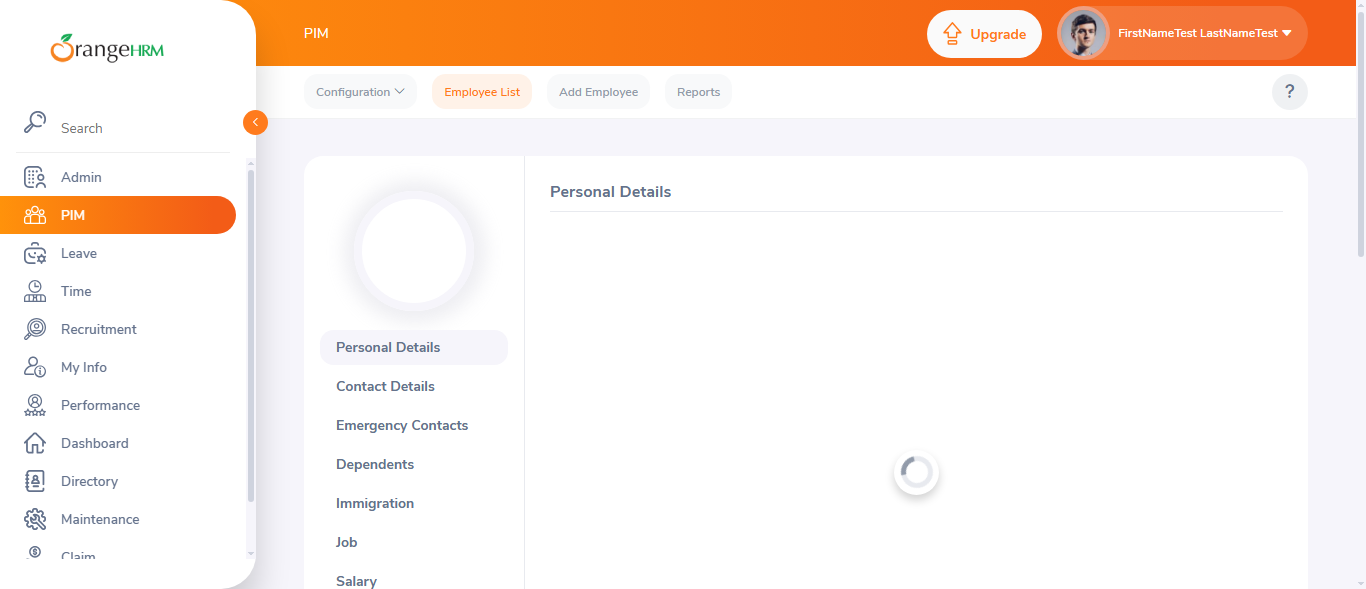 OrangeHRM
PIM
Upgrade
FirstNameTest LastNameTest
Configuration
Employee List
Add Employee
Reports
?
Search
Admin
PIM
Leave
Time
Recruitment
My Info
Performance
Dashboard
Directory
Maintenance
Claim
Personal Details
Contact Details
Emergency Contacts
Dependents
Immigration
Job
Salary
Personal Details